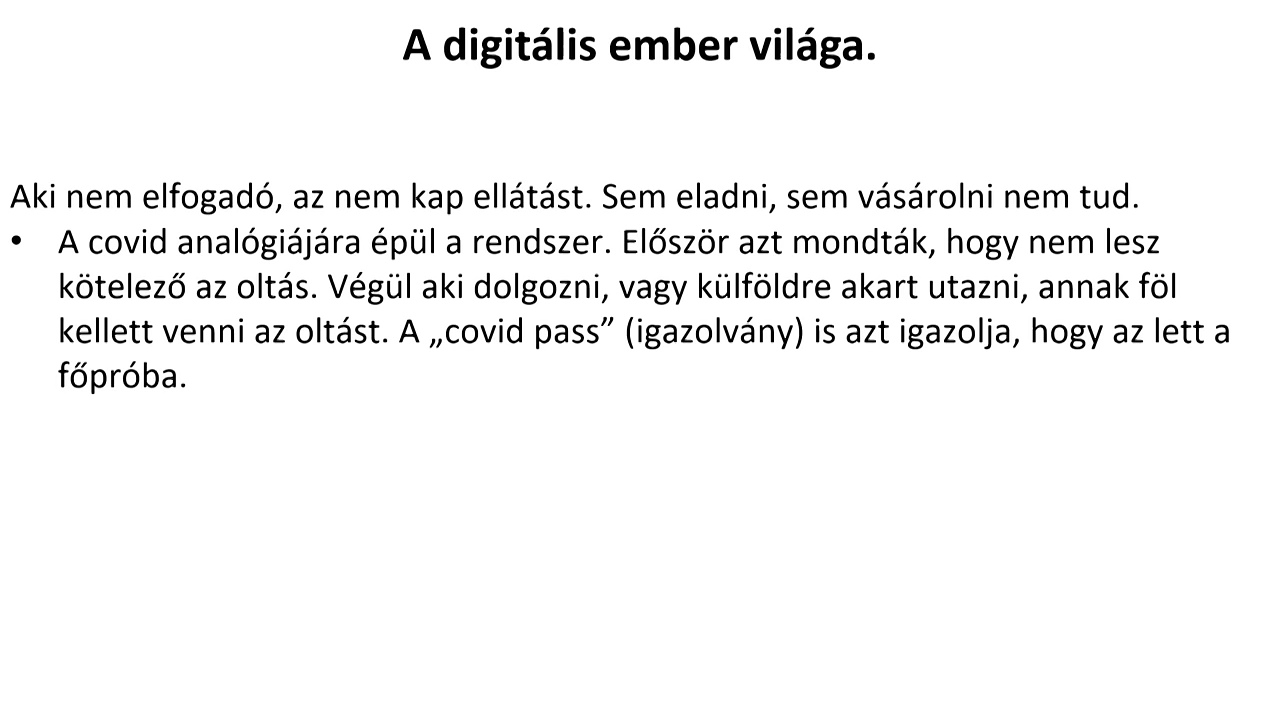 A digitális ember világa.
Aki nem elfogadó, az nem kap ellátást. Sem eladni, sem vásárolni nem tud.
• A covid analógiájára épül a rendszer. Először azt mondták, hogy nem lesz
kötelező az oltás. Végül aki dolgozni, vagy külföldre akart utazni, annak föl
kellett venni az oltást. A „covid pass” (igazolvány) is azt igazolja, hogy az lett a
főpróba.